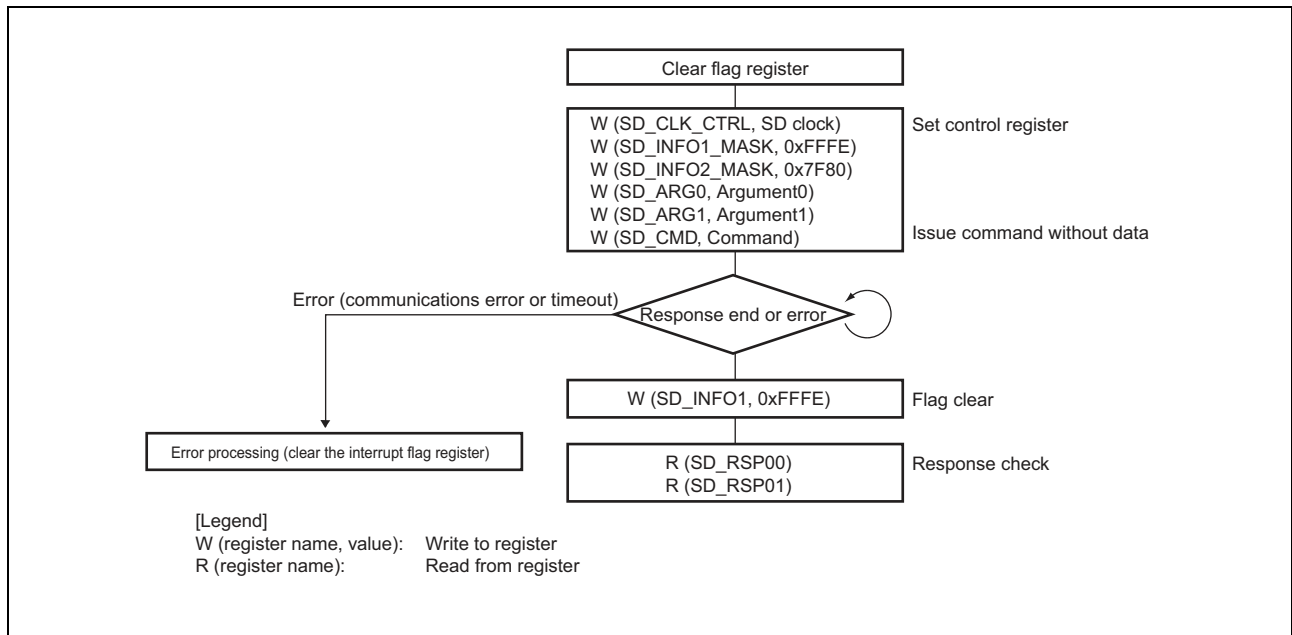 Clear flag register
W (SD_CLK_CTRL, SD clock)
Set control register
W (SD_INFO1_MASK, 0xFFFE)
W (SD_INFO2_MASK, 0x7F80)
W (SD_ARG0, Argument0)
W (SD_ARG1, Argument1)
W (SD_CMD, Command)
Issue command without data
Error (communications error or timeout)
Response end or error
W (SD_INFO1, 0xFFFE)
Flag clear
Error processing (clear the interrupt flag register)
R (SD_RSP00)
Response check
R (SD_RSP01)
[Legend]
W (register name, value): Write to register
R (register name): Read from register